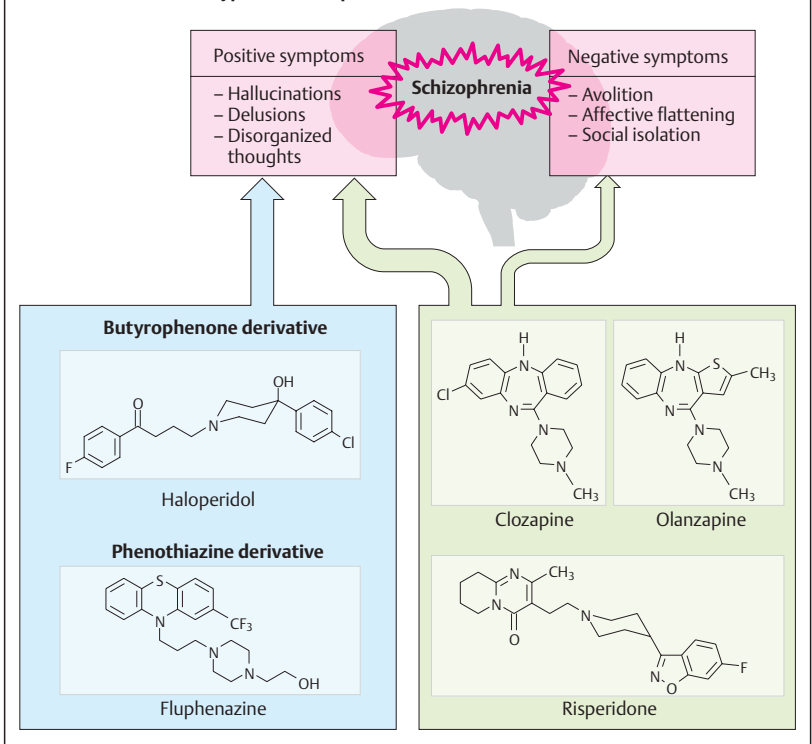 Positive symptoms
– Hallucinations
– Delusions
– Disorganized
thoughts
Schizophrenia
Negative symptoms
– Avolition
– Affective flattening
– Social isolation
Butyrophenone derivative
OH
O
N
F
Cl
Haloperidol
Phenothiazine derivative
S
N
CF3
N
N
OH
Fluphenazine
H
N
Cl
N
N
N
CH3
Clozapine
H
N
S
CH3
N
N
N
CH3
Olanzapine
N
CH3
N
N
O
F
N
O
Risperidone